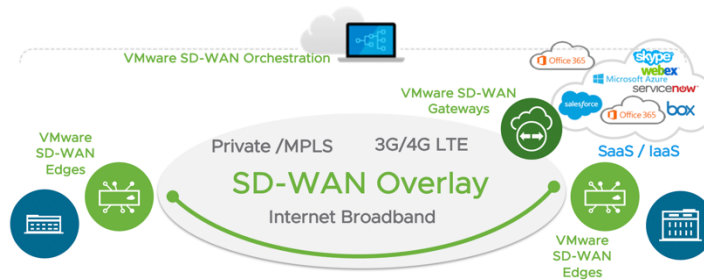 VMware SD-WAN Orchestration
Office 365
skype
webex
Microsoft Azure
servicenow
salesforce
Office 365
box
SaaS / IaaS
VMware SD-WAN
Gateways
VMware
SD-WAN
Edges
Private /MPLS
3G/4G LTE
SD-WAN Overlay
Internet Broadband
VMware
SD-WAN
Edges